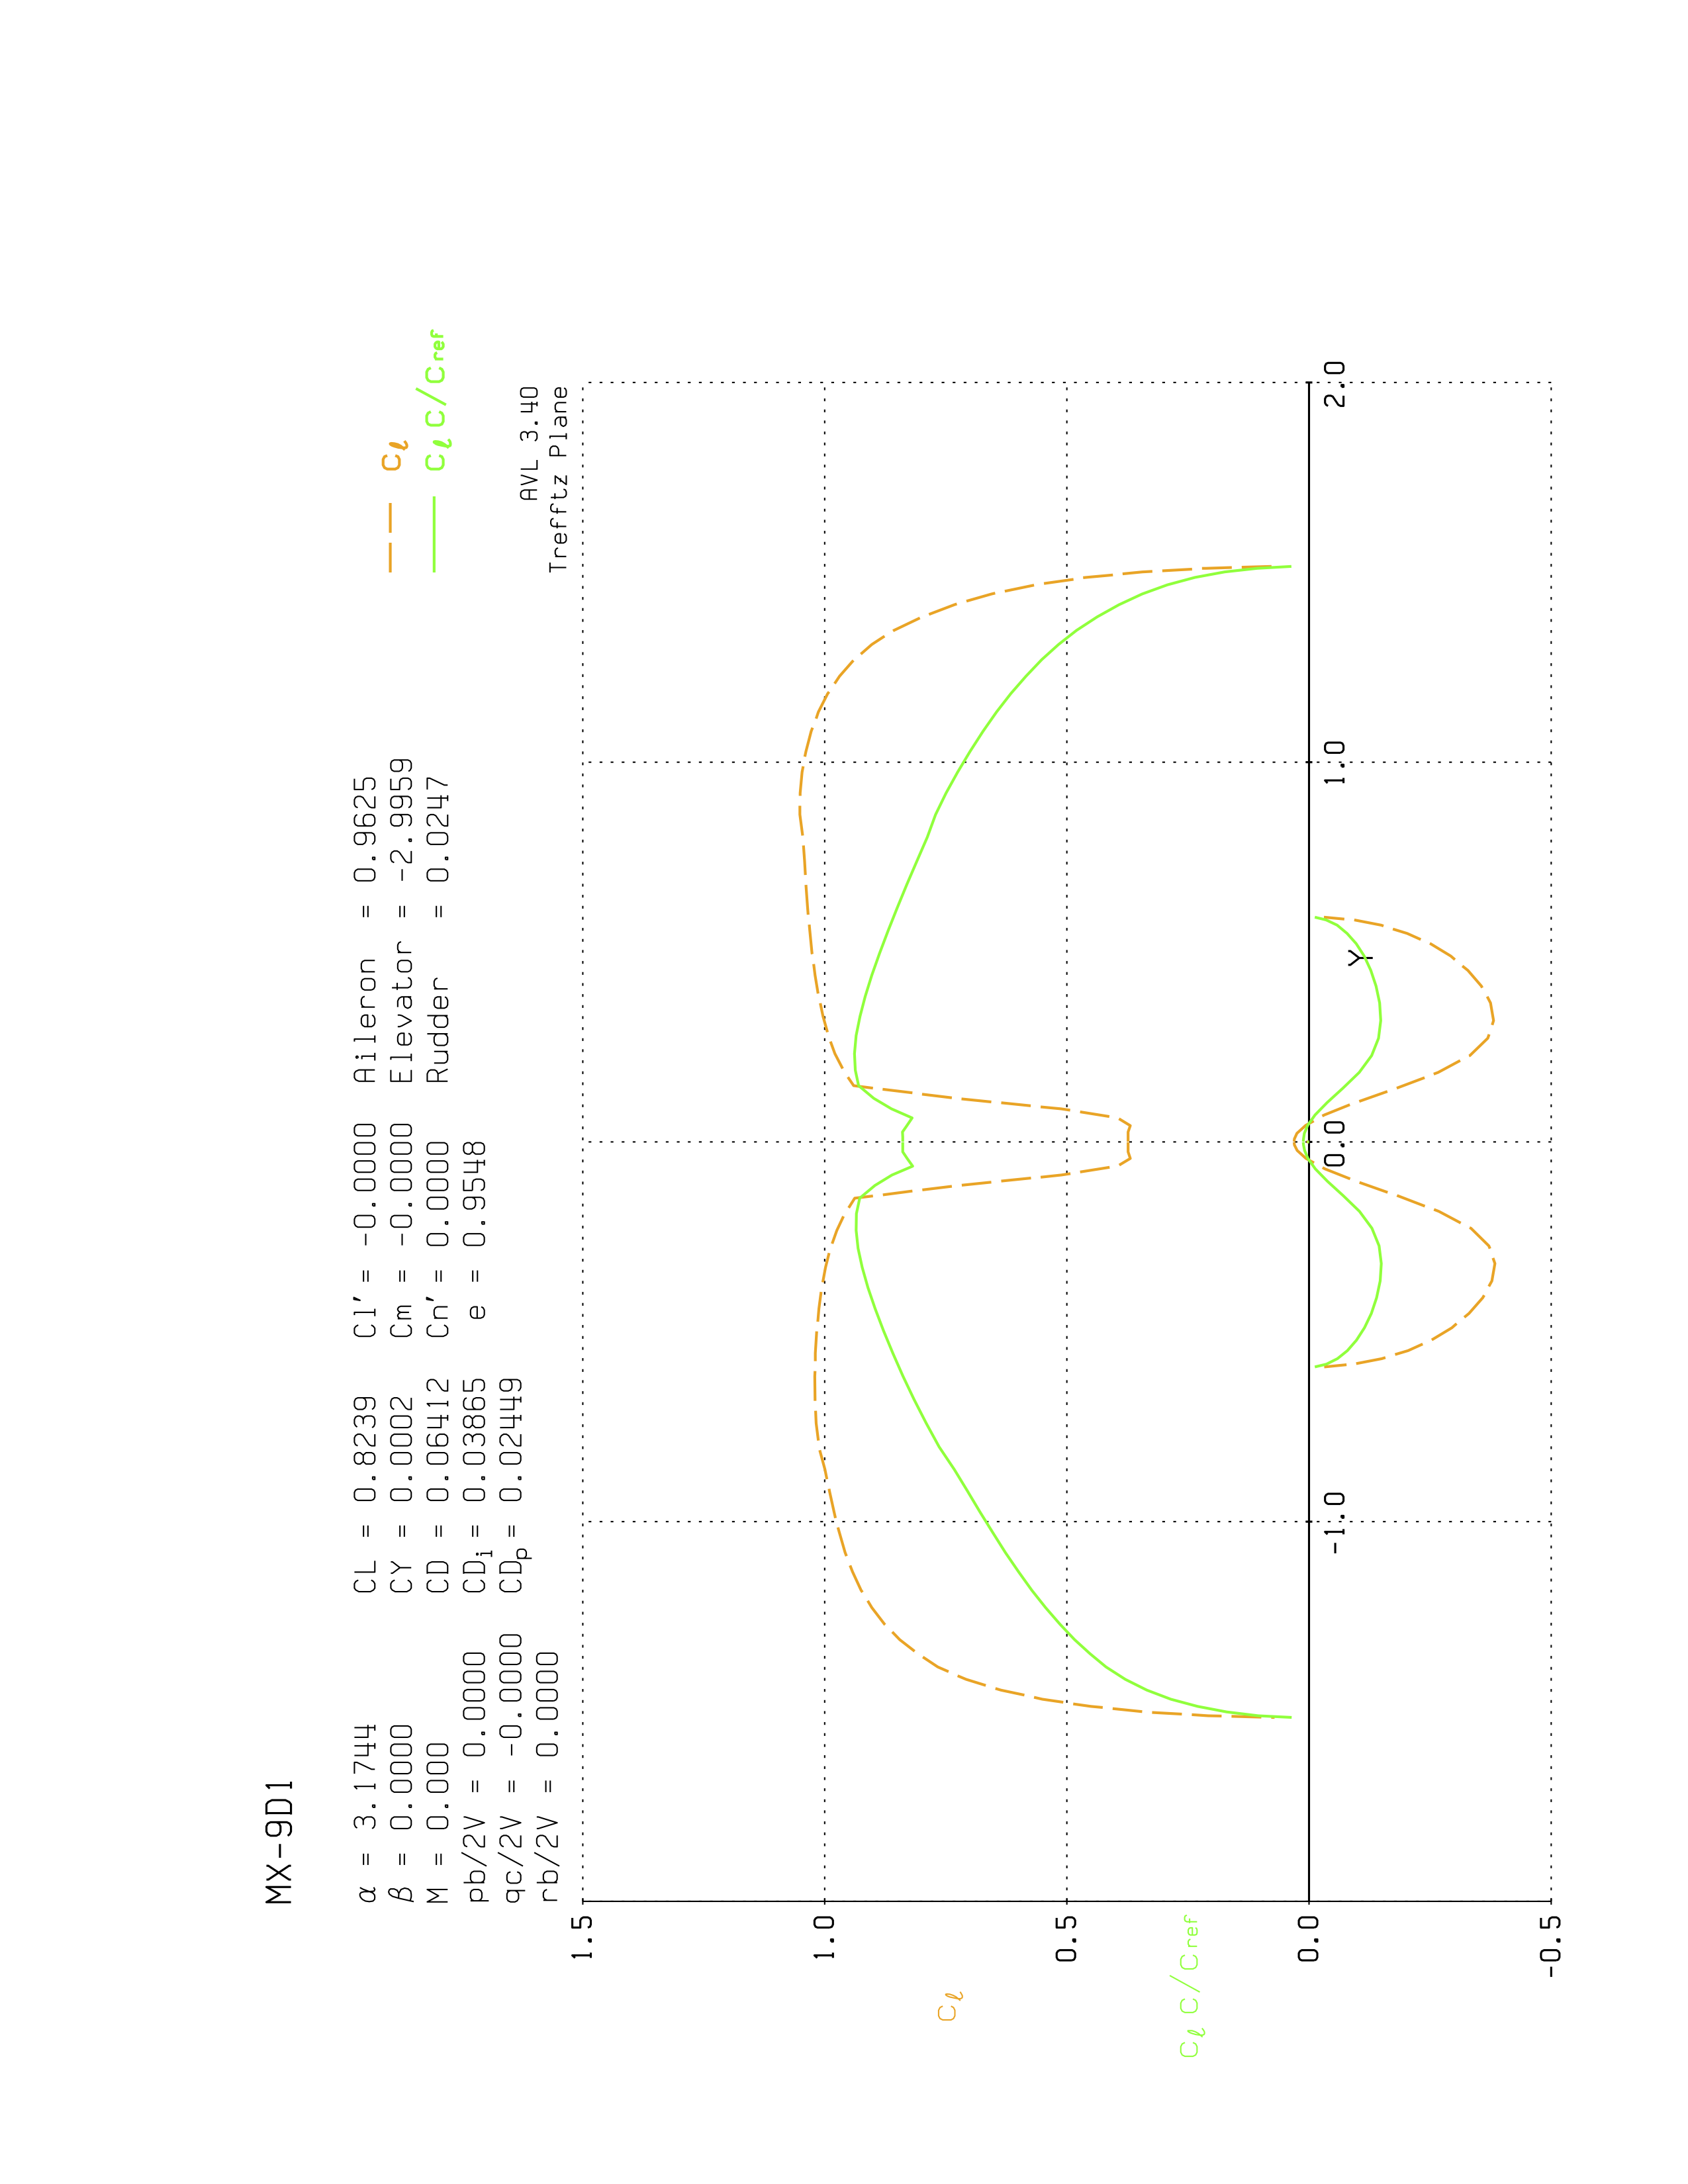 MX-9D1
α = 3.1744 CL = 0.8239 Cl′ = -0.0000 Aileron = 0.9625
β = 0.0000 CY = 0.0002 Cm = -0.0000 Elevator = -2.9959
M = 0.000 CD = 0.06412 Cn′ = 0.0000 Rudder = 0.0247
pb/2V = 0.0000 CDi = 0.03865 e = 0.9548
qc/2V = -0.0000 CDp = 0.02449
rb/2V = 0.0000
Cℓ
Cℓ C/Cref
AVL 3.40
Trefftz Plane
1.5
1.0
Cℓ
0.5
Cℓ C/Cref
0.0
-1.0 0.0 Y 1.0 2.0
-0.5